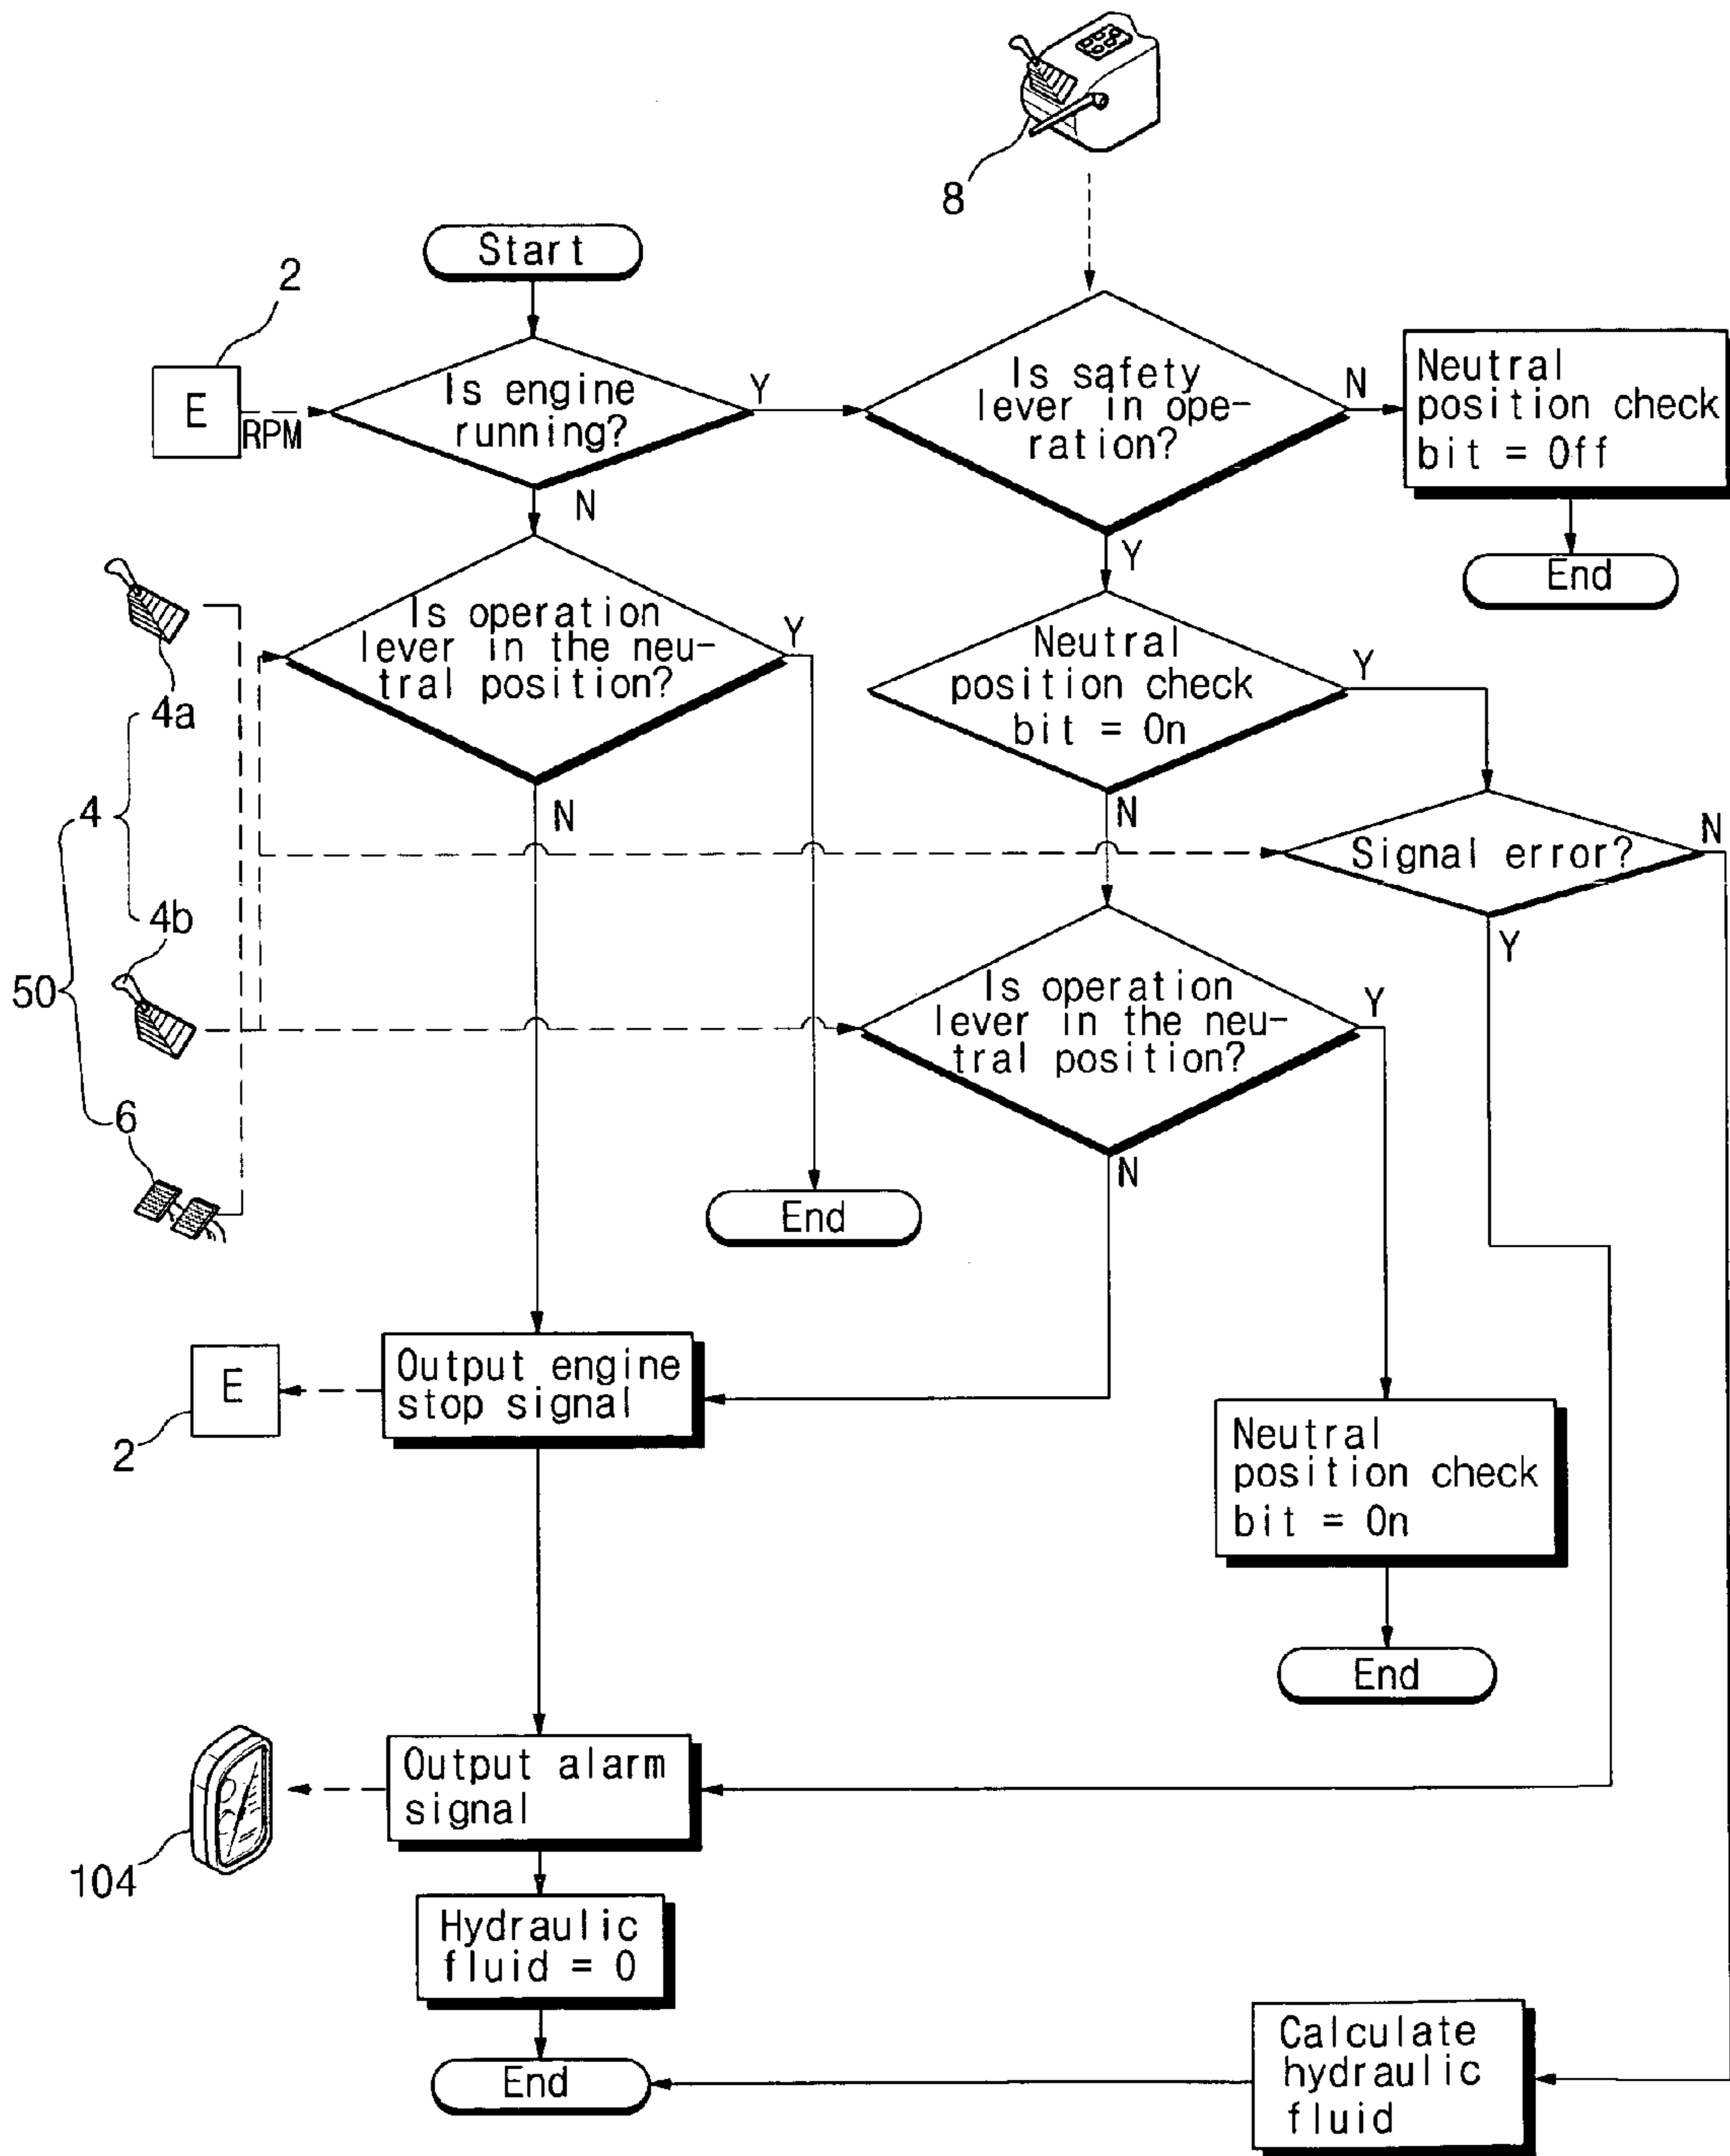 8
Start
2
E
RPM
Is engine
running?
Y
N
Is safety
lever in ope-
ration?
N
Y
Neutral
position check
bit = Off
End
4a
4
4b
50
6
Is operation
lever in the neu-
tral position?
Y
N
Neutral
position check
bit = On
Y
N
Signal error?
N
Y
Is operation
lever in the neu-
tral position?
Y
N
End
E
2
Output engine
stop signal
Neutral
position check
bit = On
End
104
Output alarm
signal
Hydraulic
fluid = 0
End
Calculate
hydraulic
fluid